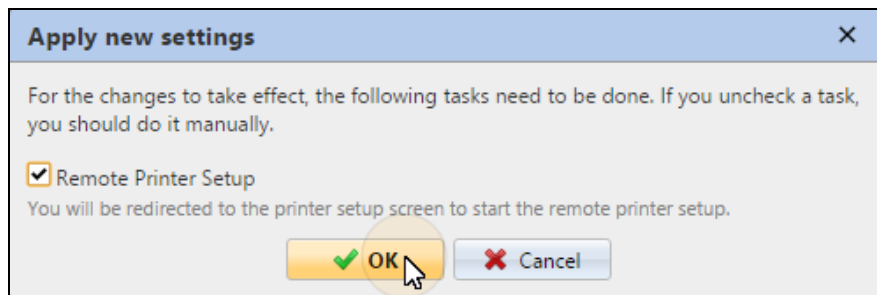 Apply new settings
For the changes to take effect, the following tasks need to be done. If you uncheck a task,
you should do it manually.
Remote Printer Setup
You will be redirected to the printer setup screen to start the remote printer setup.
OK Cancel